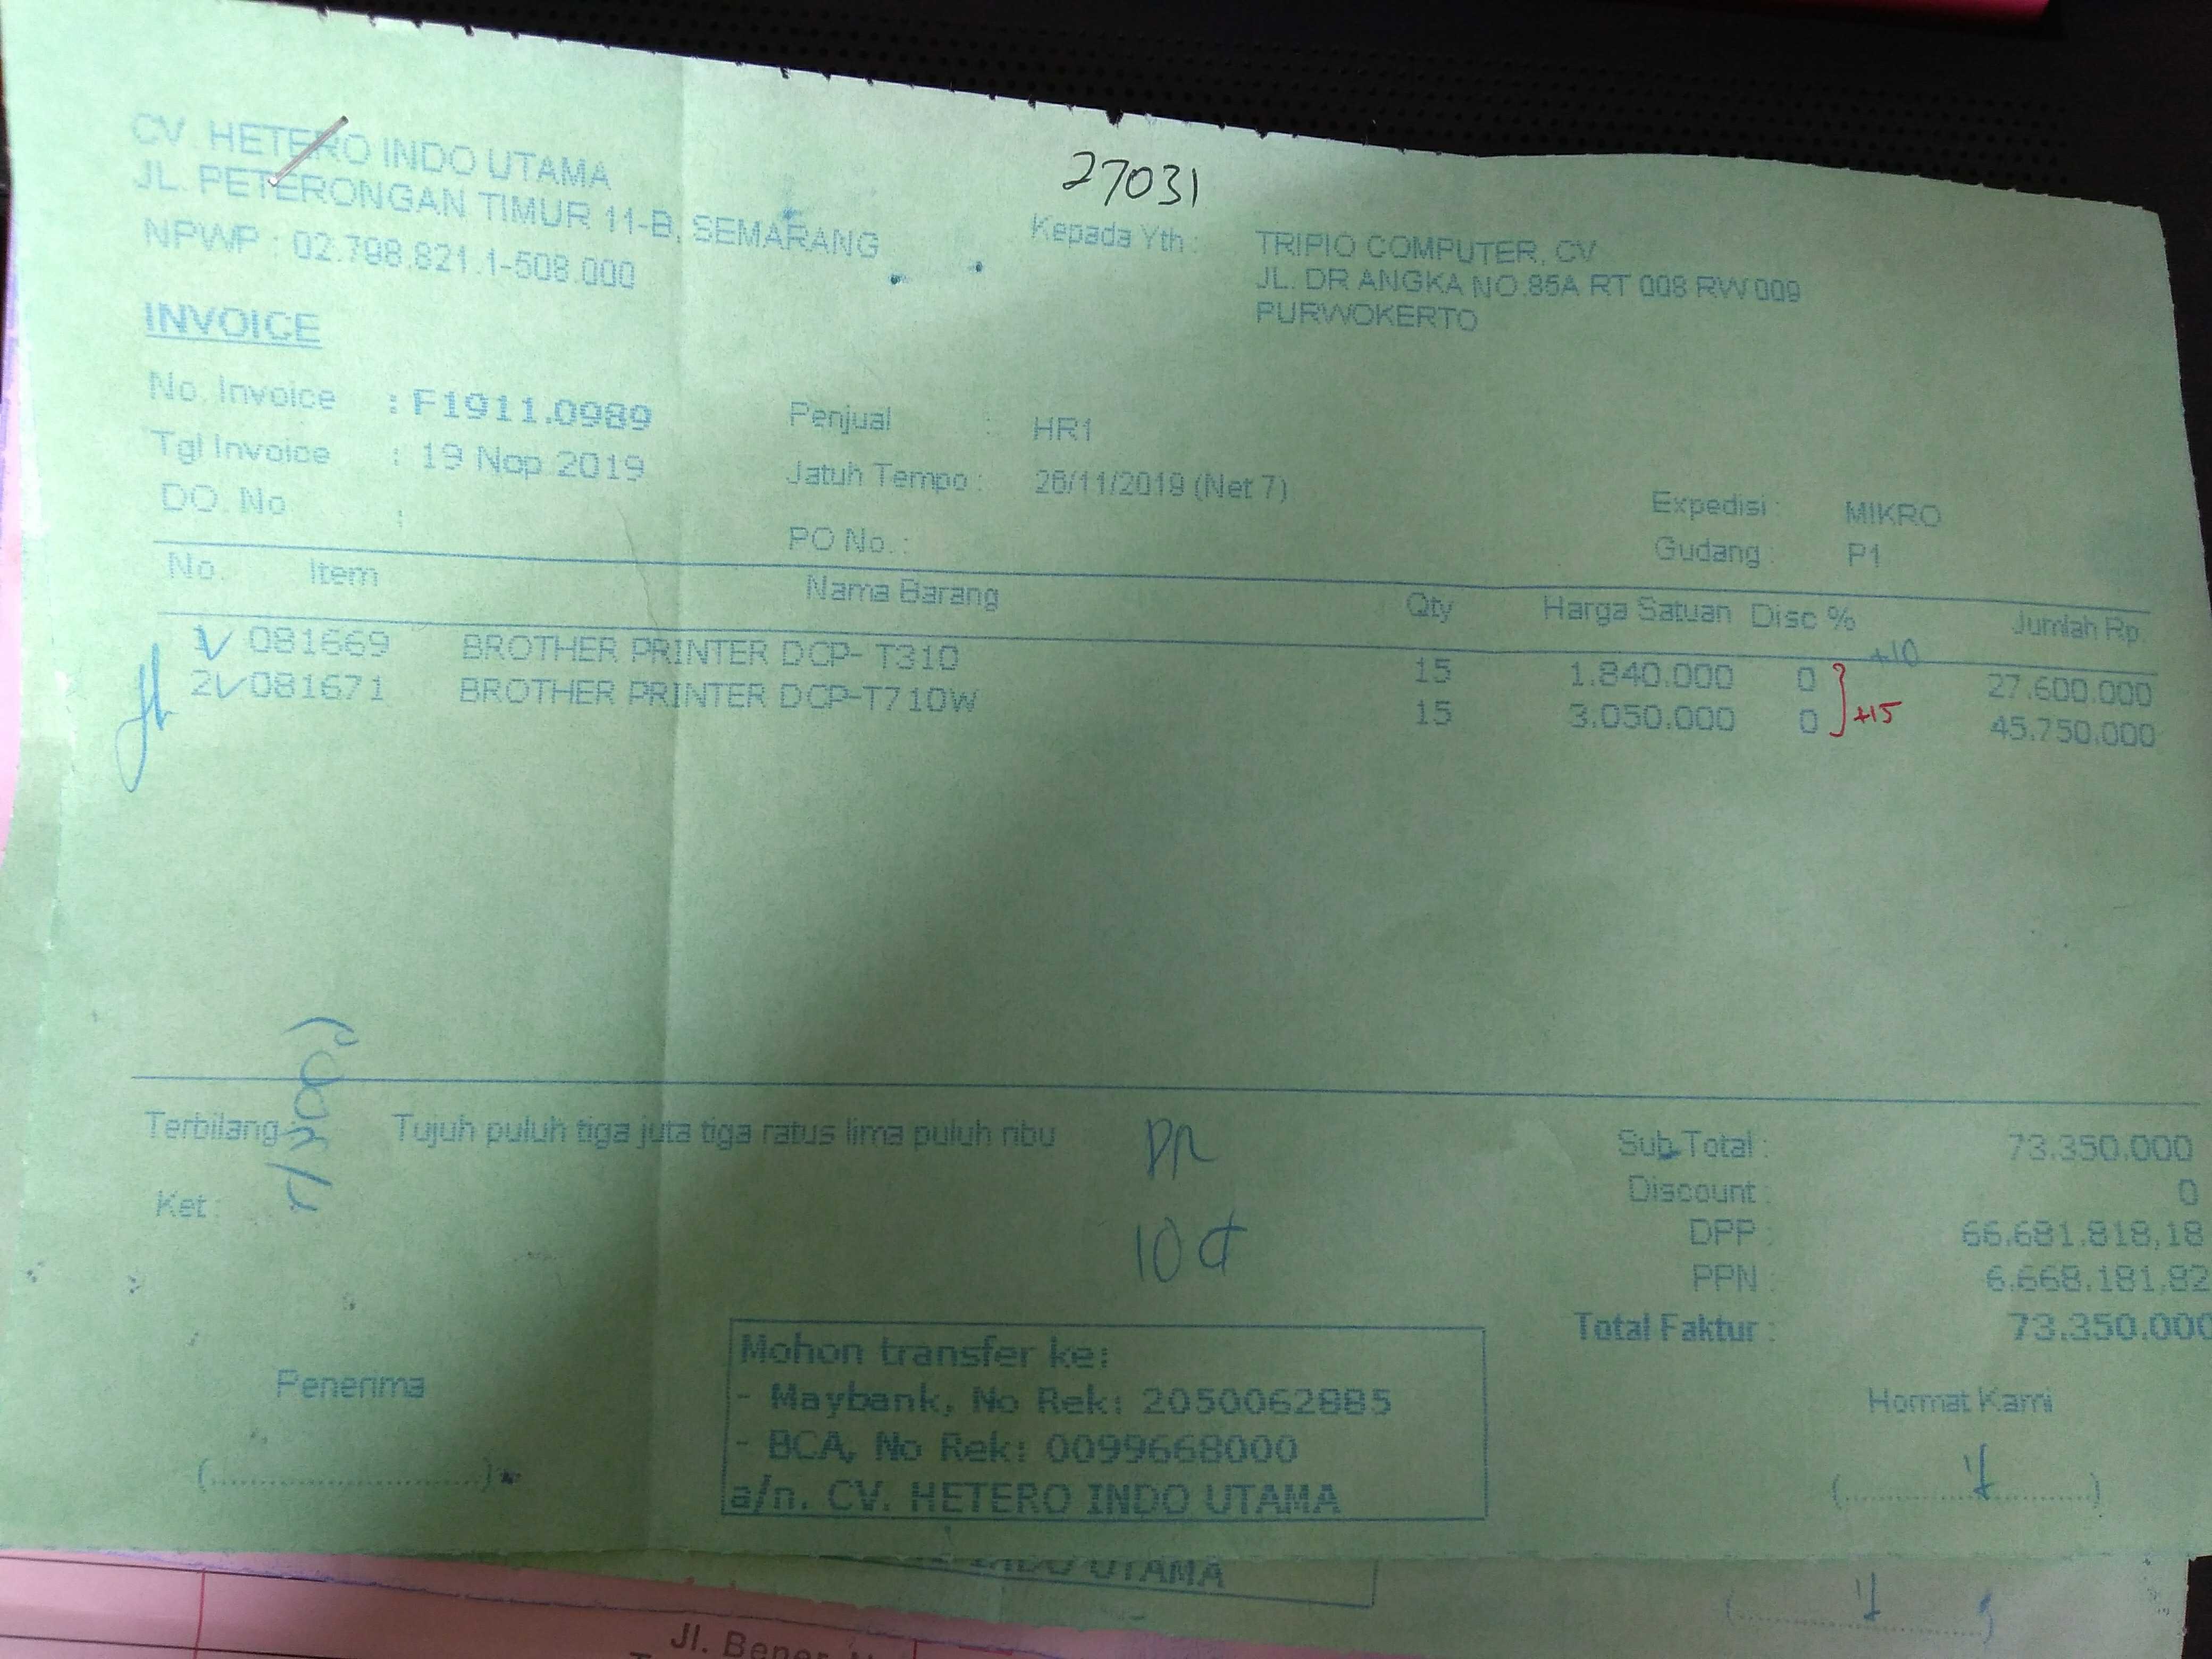 27031
CV. HETERO INDO UTAMA
JL. PETERONGAN TIMUR 11-B, SEMARANG
NPWP : 02.798.821.1-508.000
Kepada Yth :
TRIPIO COMPUTER, CV
JL. DR ANGKA NO.85A RT 008 RW 009
PURWOKERTO
INVOICE
No. Invoice : F1911.0989
Tgl Invoice : 19 Nop 2019
DO. No :
Penjual : HR1
Jatuh Tempo : 26/11/2019 (Net 7)
PO No. :
Expedisi : MIKRO
Gudang : P1
No. Item Nama Barang Qty Harga Satuan Disc % Jumlah Rp.
+10
1 081669 BROTHER PRINTER DCP- T310 15 1.840.000 0 27.600.000
2 081671 BROTHER PRINTER DCP-T710W 15 3.050.000 0 45.750.000
+15
Terbilang Tujuh puluh tiga juta tiga ratus lima puluh ribu
Ket :
Sub Total : 73.350.000
Discount : 0
DPP : 66.681.818,18
PPN : 6.668.181,82
Total Faktur : 73.350.000
Penerima
(..............................)
Mohon transfer ke:
- Maybank, No Rek: 2050062885
- BCA, No Rek: 0099668000
a/n. CV. HETERO INDO UTAMA
Hormat Kami
(..............................)
INDO UTAMA
Jl.